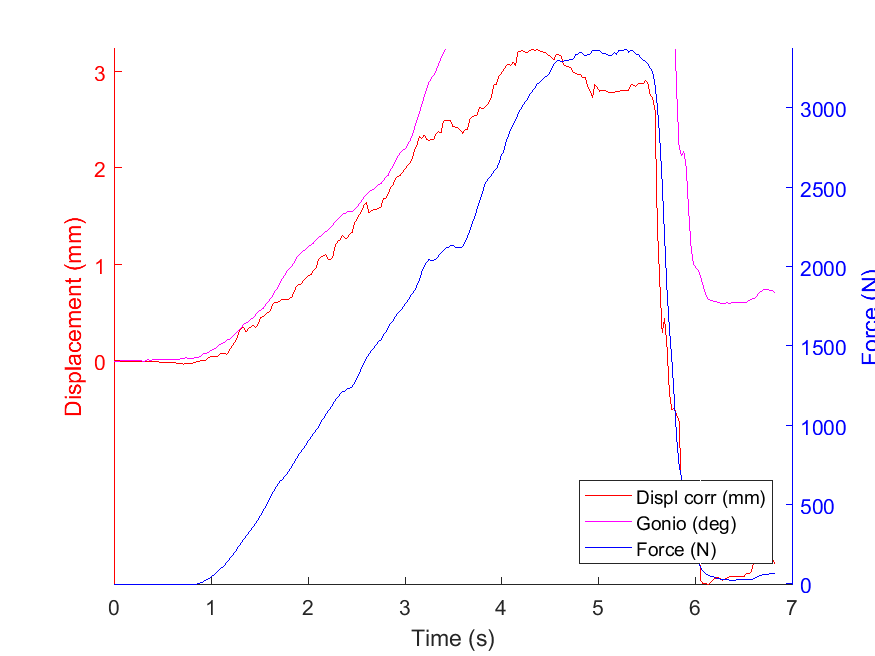 Displacement (mm)
3
2
1
0
Force (N)
3000
2500
2000
1500
1000
500
0
Displ corr (mm)
Gonio (deg)
Force (N)
0 1 2 3 4 5 6 7
Time (s)